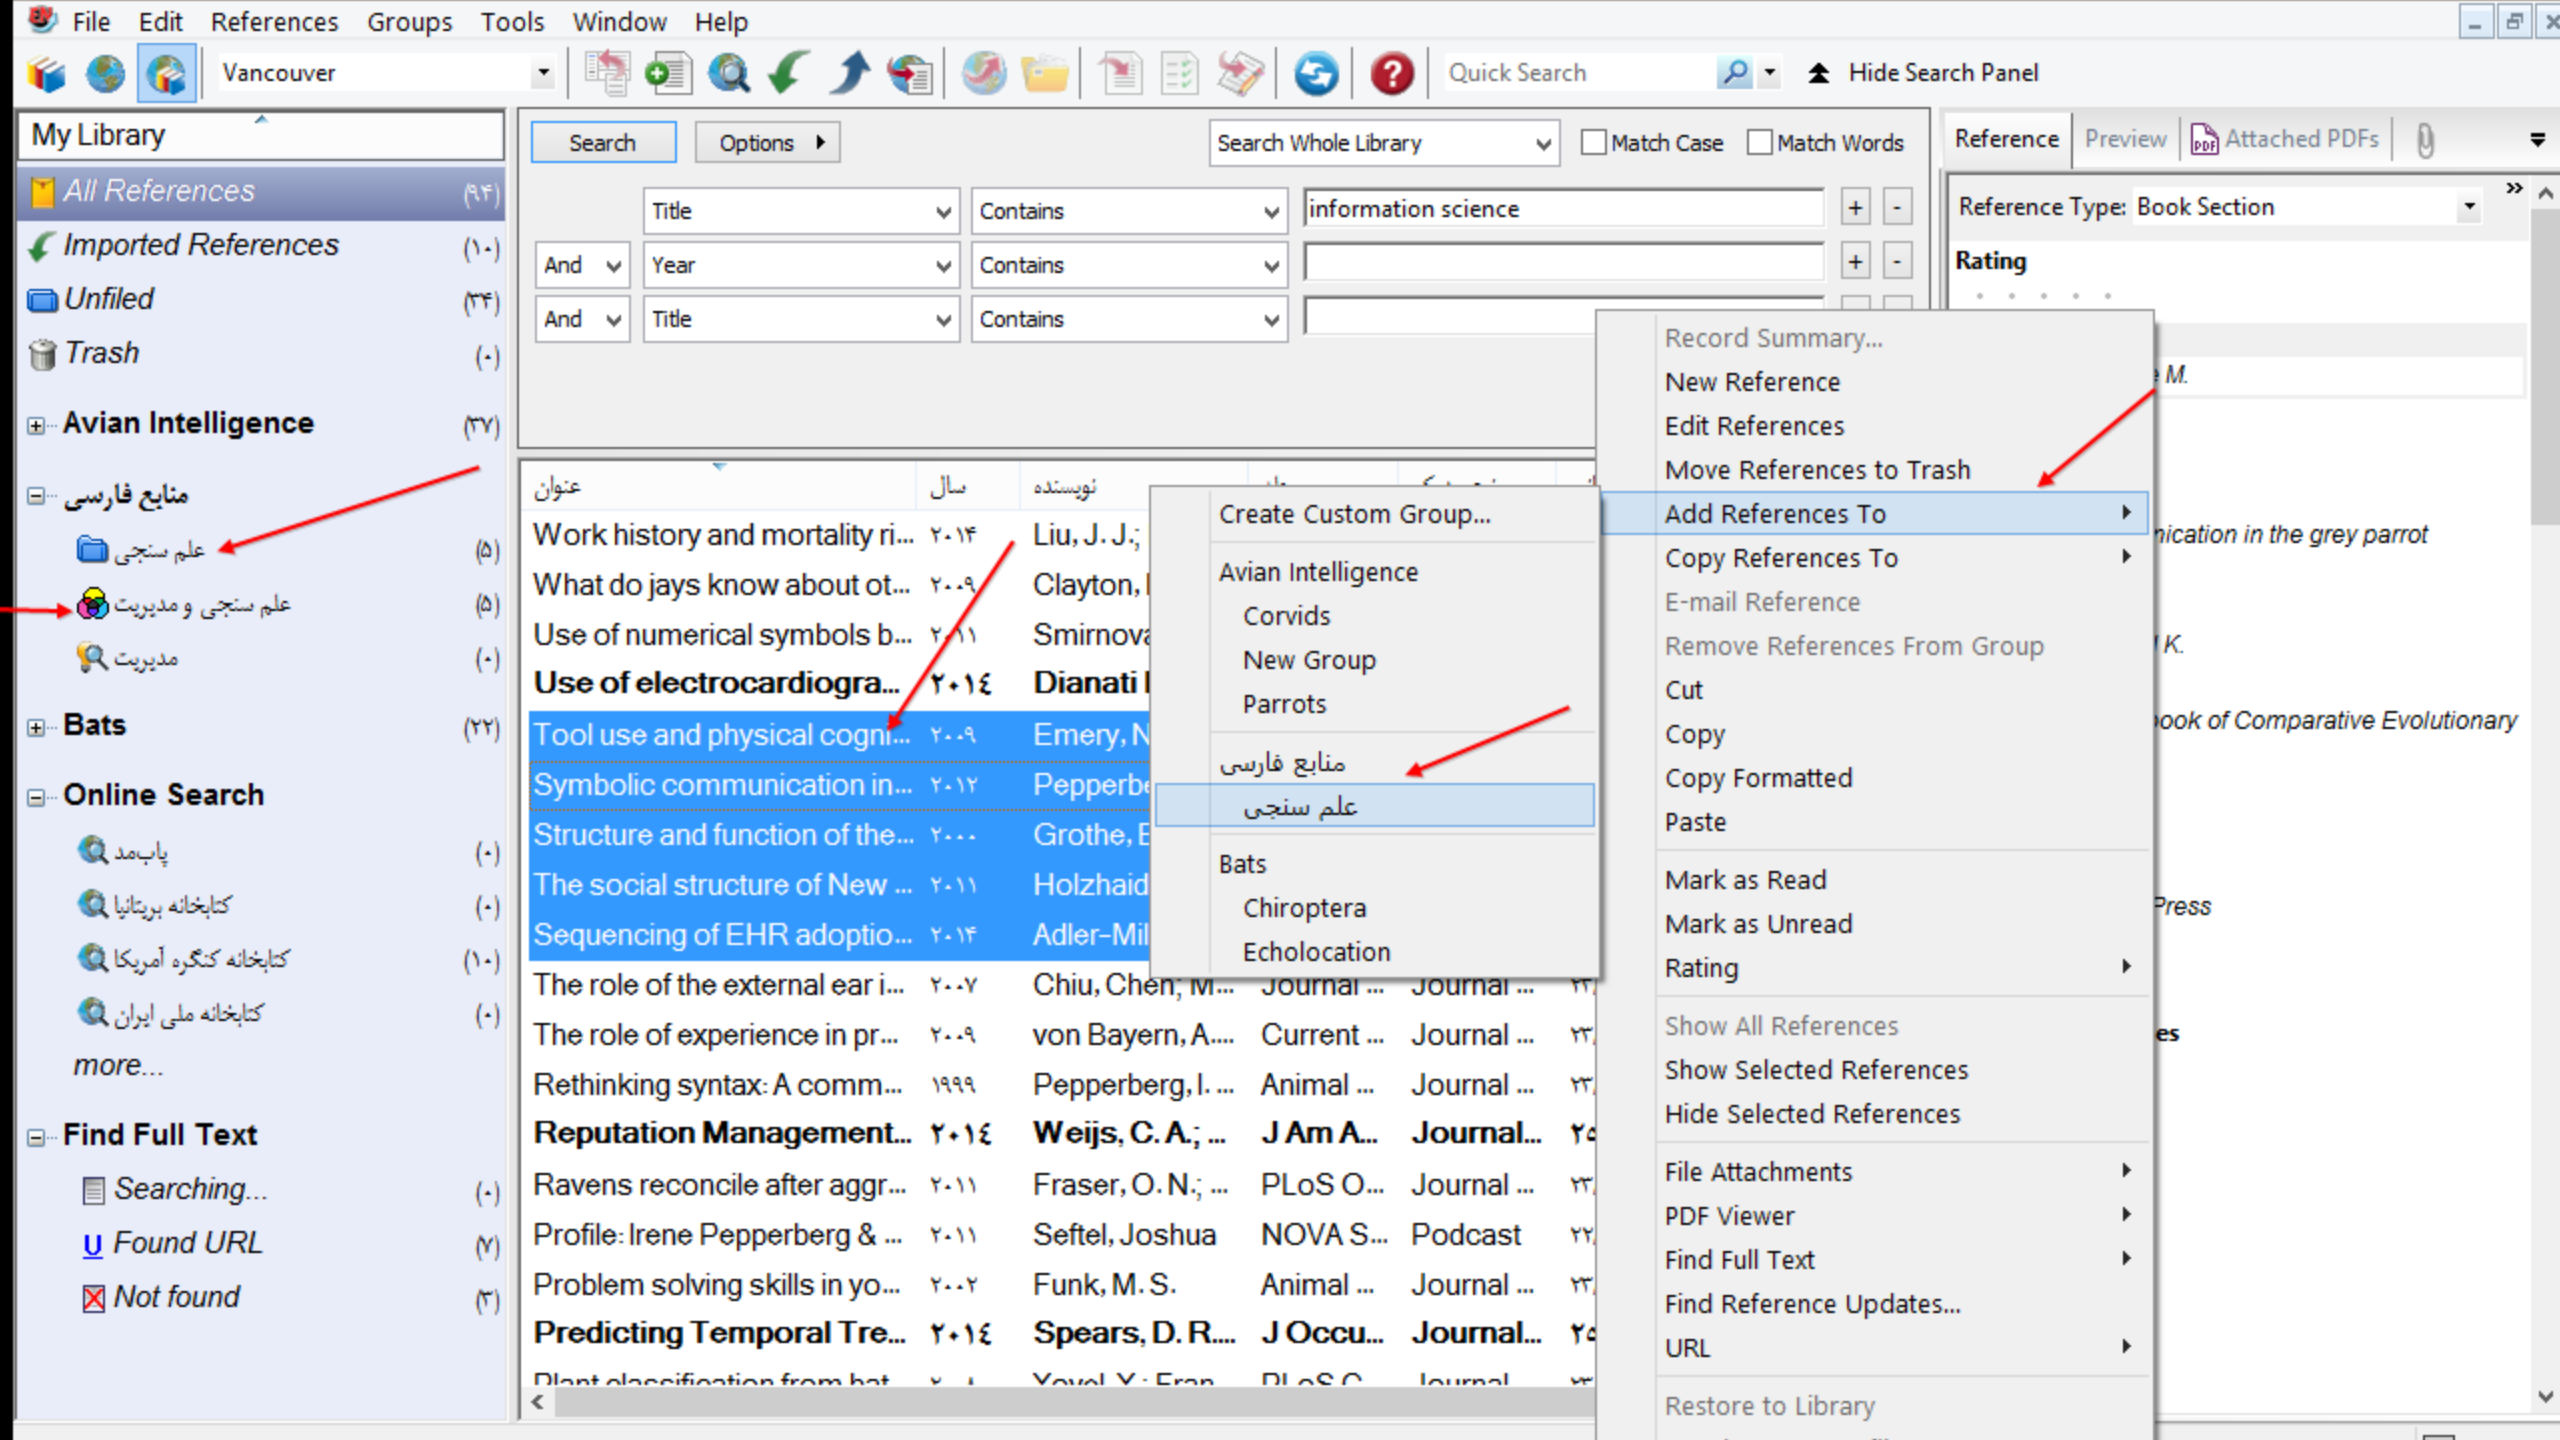 File Edit References Groups Tools Window Help
Vancouver
Quick Search
Hide Search Panel
My Library
All References (۹۴)
Imported References (۱۰)
Unfiled (۳۴)
Trash (۰)
Avian Intelligence (۳۷)
منابع فارسی
علم سنجی (۵)
علم سنجی و مدیریت (۵)
مدیریت (۰)
Bats (۲۲)
Online Search
پاب‌مد (۰)
کتابخانه بریتانیا (۰)
کتابخانه کنگره آمریکا (۱۰)
کتابخانه ملی ایران (۰)
more...
Find Full Text
Searching... (۰)
Found URL (۷)
Not found (۳)
Search Options Search Whole Library Match Case Match Words
Title Contains information science + -
And Year Contains + -
And Title Contains
عنوان سال نویسنده
Work history and mortality ri... ۲۰۱۴ Liu, J. J.;
What do jays know about ot... ۲۰۰۹ Clayton,
Use of numerical symbols b... ۲۰۱۱ Smirnova
Use of electrocardiogra... ۲۰۱۴ Dianati
Tool use and physical cogni... ۲۰۰۹ Emery, N
Symbolic communication in... ۲۰۱۲ Pepperbe
Structure and function of the... ۲۰۰۰ Grothe,
The social structure of New ... ۲۰۱۱ Holzhaid
Sequencing of EHR adoptio... ۲۰۱۴ Adler-Mil
The role of the external ear i... ۲۰۰۷ Chiu, Chen; M... Journal ... Journal ...
The role of experience in pr... ۲۰۰۹ von Bayern, A.... Current ... Journal ...
Rethinking syntax: A comm... ۱۹۹۹ Pepperberg, I. ... Animal ... Journal ...
Reputation Management... ۲۰۱۴ Weijs, C. A.; ... J Am A... Journal...
Ravens reconcile after aggr... ۲۰۱۱ Fraser, O. N.; ... PLoS O... Journal ...
Profile: Irene Pepperberg & ... ۲۰۱۱ Seftel, Joshua NOVA S... Podcast
Problem solving skills in yo... ۲۰۰۲ Funk, M. S. Animal ... Journal ...
Predicting Temporal Tre... ۲۰۱۴ Spears, D. R.... J Occu... Journal...
Create Custom Group...
Avian Intelligence
Corvids
New Group
Parrots
منابع فارسی
علم سنجی
Bats
Chiroptera
Echolocation
Record Summary...
New Reference
Edit References
Move References to Trash
Add References To
Copy References To
E-mail Reference
Remove References From Group
Cut
Copy
Copy Formatted
Paste
Mark as Read
Mark as Unread
Rating
Show All References
Show Selected References
Hide Selected References
File Attachments
PDF Viewer
Find Full Text
Find Reference Updates...
URL
Restore to Library
Reference Preview PDF Attached PDFs
Reference Type: Book Section
Rating
M.
nication in the grey parrot
K.
book of Comparative Evolutionary
Press
es